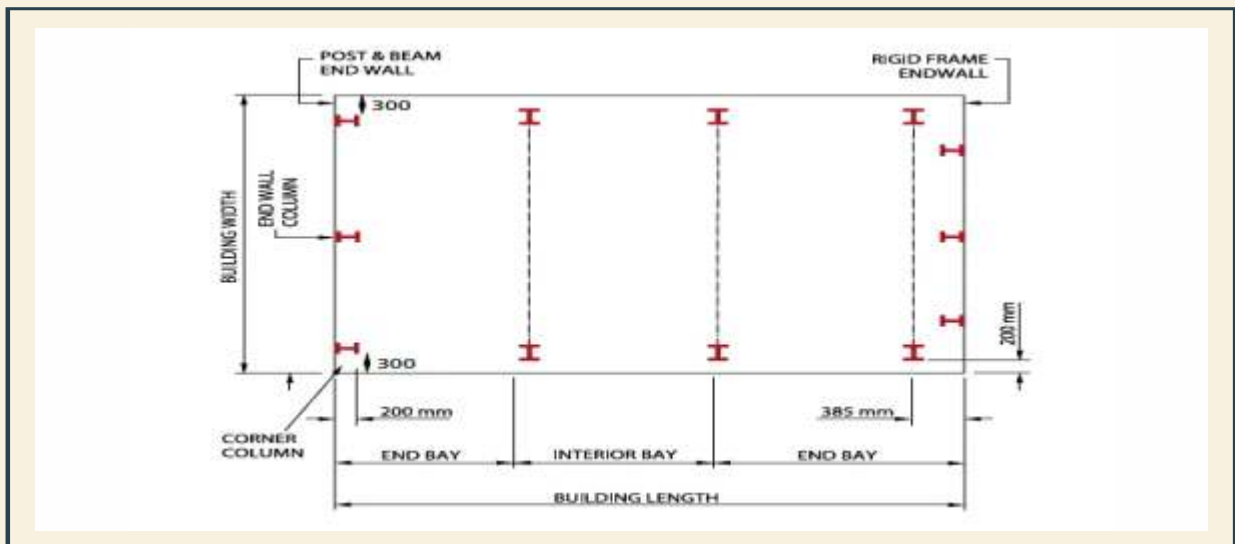 POST & BEAM
END WALL
RIGID FRAME
ENDWALL
300
BUILDING WIDTH
END WALL
COLUMN
200 mm
300
200 mm
385 mm
CORNER
COLUMN
END BAY
INTERIOR BAY
END BAY
BUILDING LENGTH